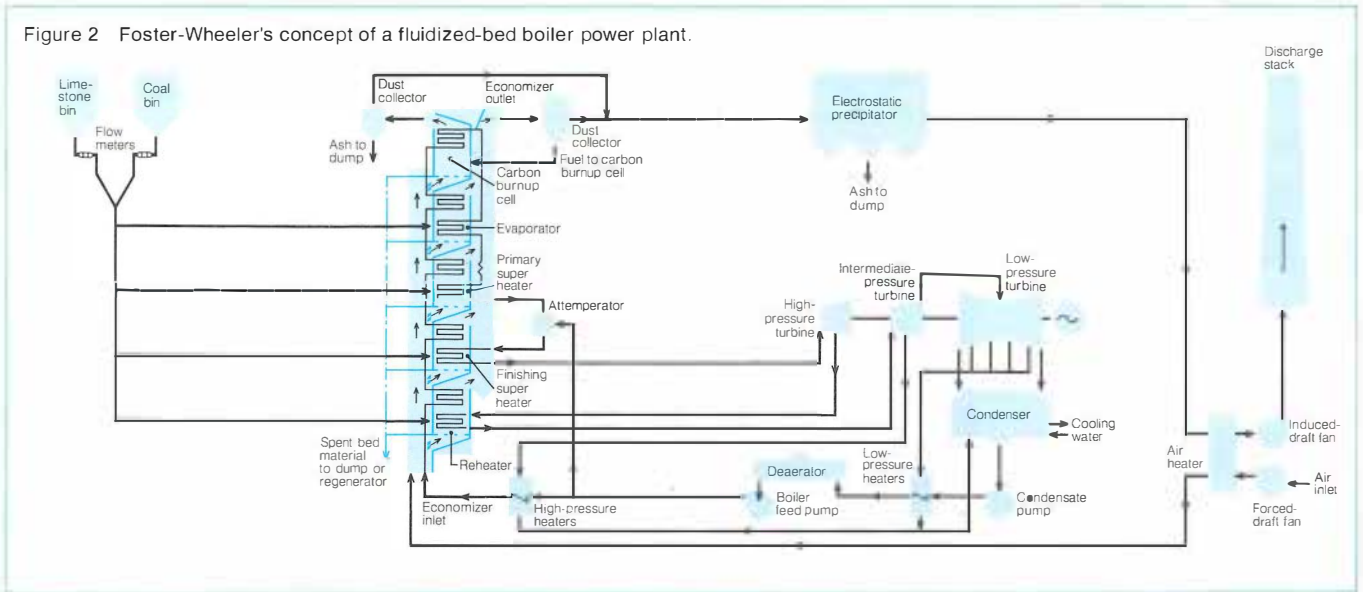 Figure 2 Foster-Wheeler's concept of a fluidized-bed boiler power plant.
Discharge
stack
Lime-
stone
bin
Coal
bin
Flow
meters
Dust
collector
Economizer
outlet
Electrostatic
precipitator
Dust
collector
Ash to
dump
Fuel to carbon
burnup cell
Carbon
burnup
cell
Ash to
dump
Evaporator
Primary
super
heater
Attemperator
Intermediate-
pressure
turbine
Low-
pressure
turbine
High-
pressure
turbine
Finishing
super
heater
Condenser
Cooling
water
Induced-
draft fan
Spent bed
material
to dump or
regenerator
Reheater
Deaerator
Low-
pressure
heaters
Air
heater
Air
inlet
Economizer
inlet
High-pressure
heaters
Boiler
feed pump
Condensate
pump
Forced-
draft fan